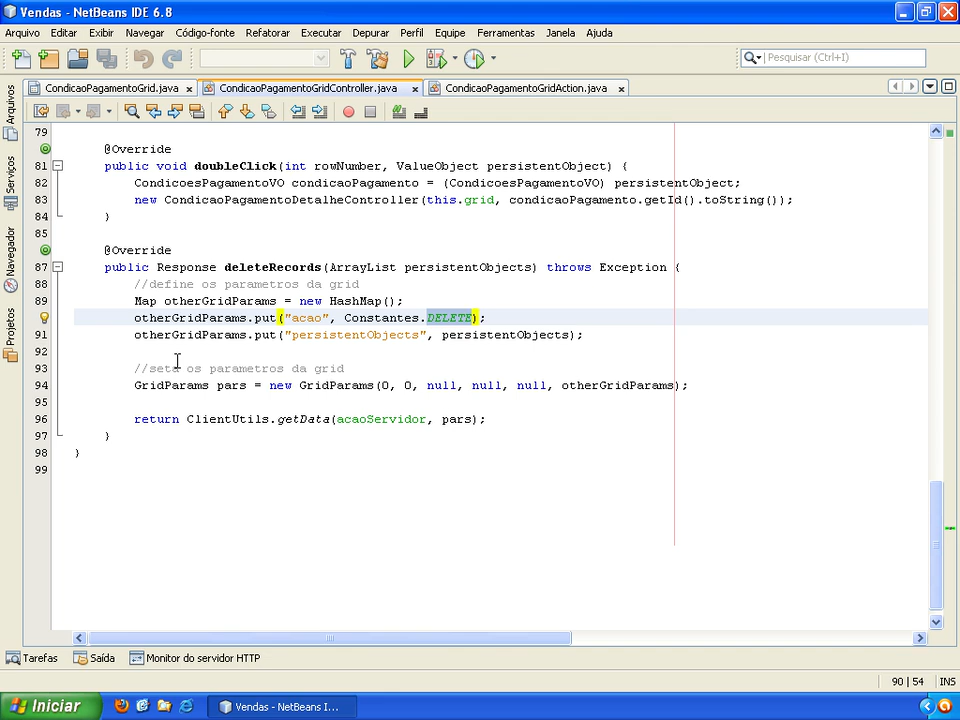 Vendas - NetBeans IDE 6.8
Arquivo Editar Exibir Navegar Código-fonte Refatorar Executar Depurar Perfil Equipe Ferramentas Janela Ajuda
Pesquisar (Ctrl+I)
CondicaoPagamentoGrid.java x CondicaoPagamentoGridController.java x CondicaoPagamentoGridAction.java x
Arquivos
Serviços
Navegador
Projetos
79
@Override
81 public void doubleClick(int rowNumber, ValueObject persistentObject) {
82 CondicoesPagamentoVO condicaoPagamento = (CondicoesPagamentoVO) persistentObject;
83 new CondicaoPagamentoDetalheController(this.grid, condicaoPagamento.getId().toString());
84 }
85
@Override
87 public Response deleteRecords(ArrayList persistentObjects) throws Exception {
88 //define os parametros da grid
89 Map otherGridParams = new HashMap();
otherGridParams.put("acao", Constantes.DELETE);
91 otherGridParams.put("persistentObjects", persistentObjects);
92
93 //seta os parametros da grid
94 GridParams pars = new GridParams(0, 0, null, null, null, otherGridParams);
95
96 return ClientUtils.getData(acaoServidor, pars);
97 }
98 }
99
Tarefas Saída Monitor do servidor HTTP
90 | 54 INS
Iniciar Vendas - NetBeans I...